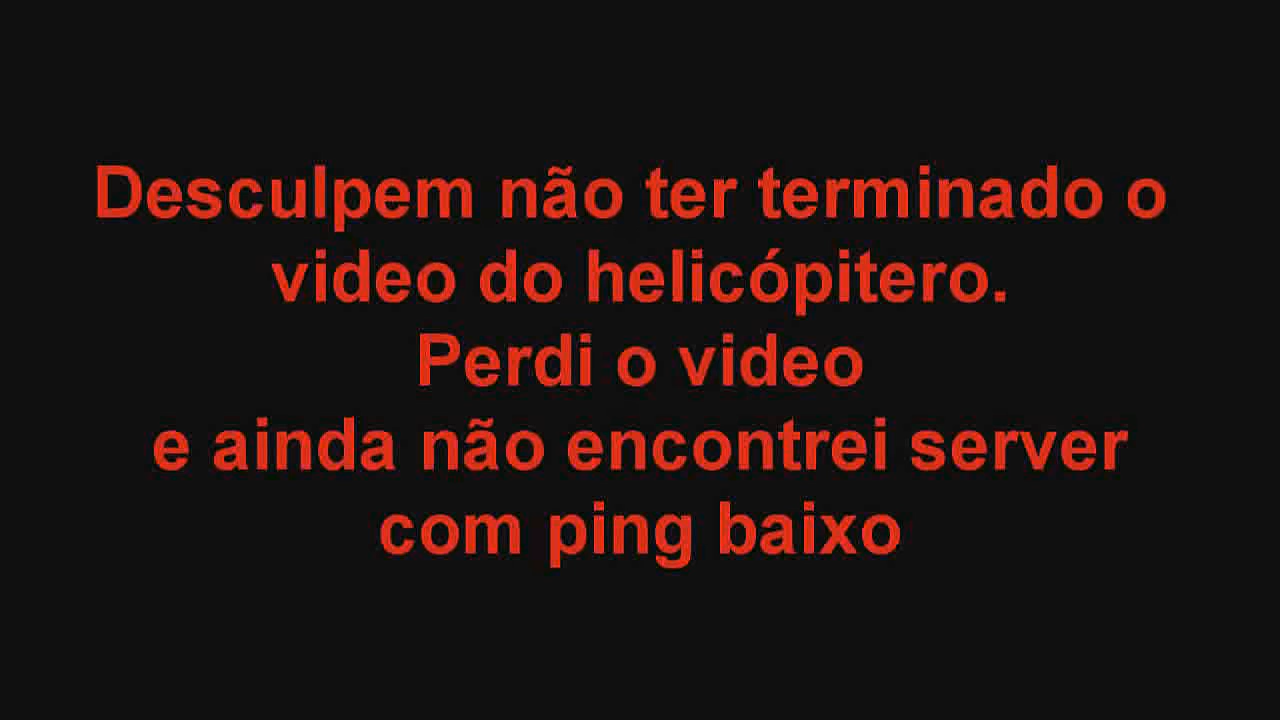 Desculpem não ter terminado o
video do helicópitero.
Perdi o video
e ainda não encontrei server
com ping baixo